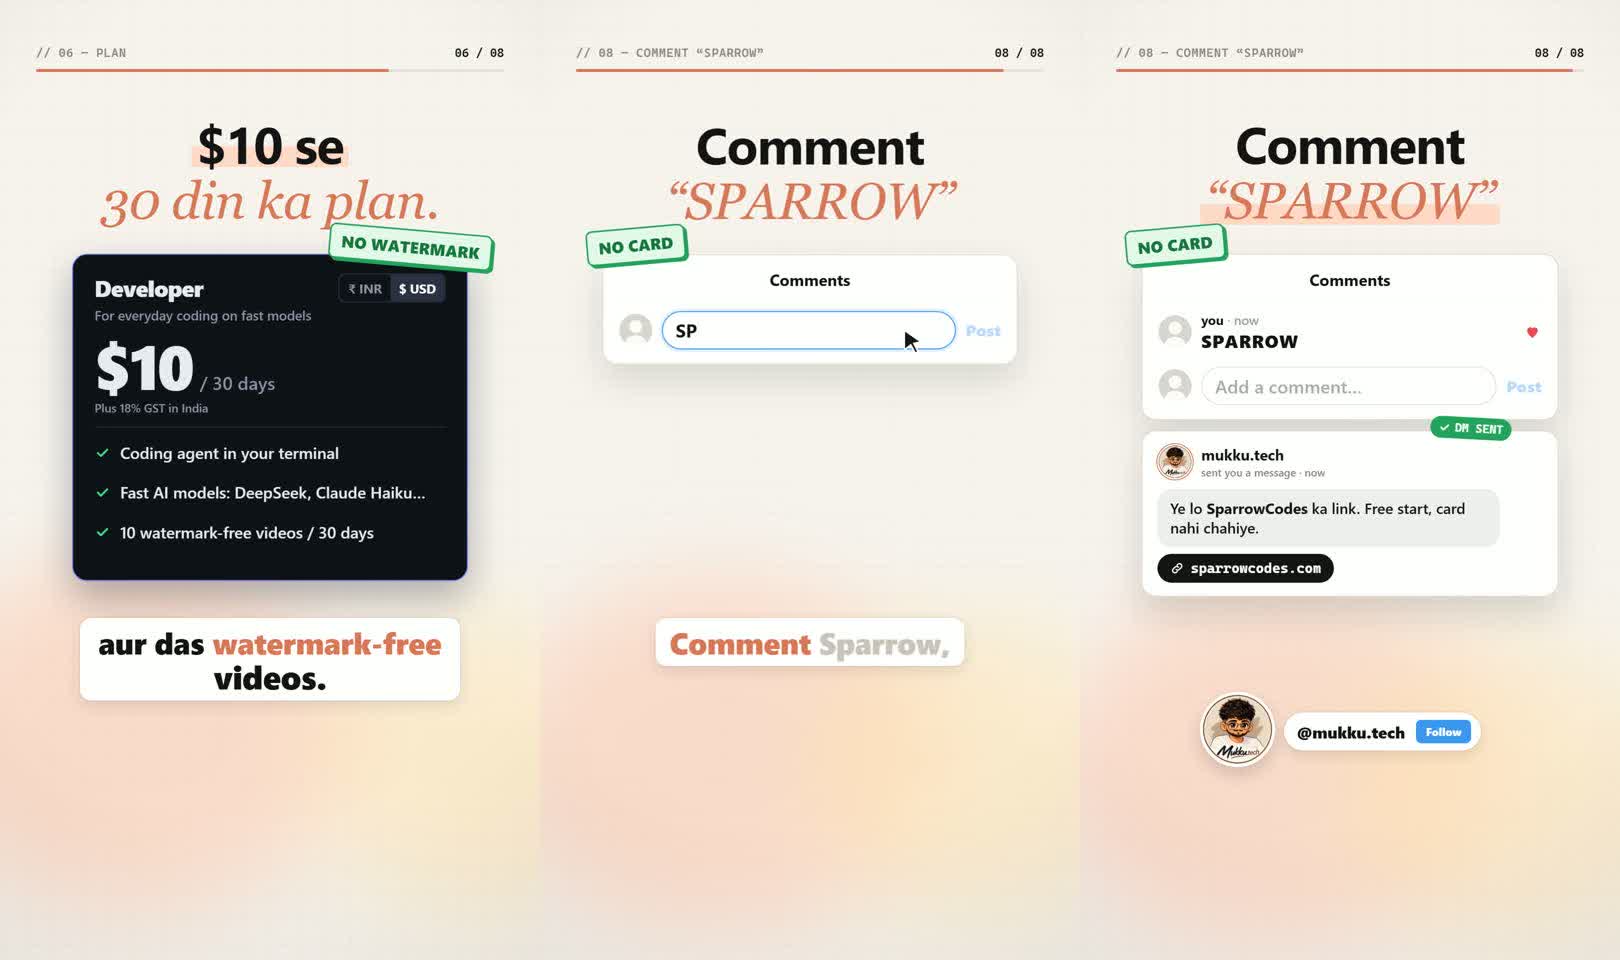 // 06 — PLAN
06 / 08
$10 se
30 din ka plan.
NO WATERMARK
Developer
₹ INR
$ USD
For everyday coding on fast models
$10 / 30 days
Plus 18% GST in India
Coding agent in your terminal
Fast AI models: DeepSeek, Claude Haiku...
10 watermark-free videos / 30 days
aur das watermark-free
videos.
// 08 — COMMENT “SPARROW”
08 / 08
Comment
“SPARROW”
NO CARD
Comments
SP
Post
Comment Sparrow,
// 08 — COMMENT “SPARROW”
08 / 08
Comment
“SPARROW”
NO CARD
Comments
you · now
SPARROW
Add a comment...
Post
DM SENT
mukku.tech
sent you a message · now
Ye lo SparrowCodes ka link. Free start, card
nahi chahiye.
sparrowcodes.com
Mukku.tech
@mukku.tech
Follow